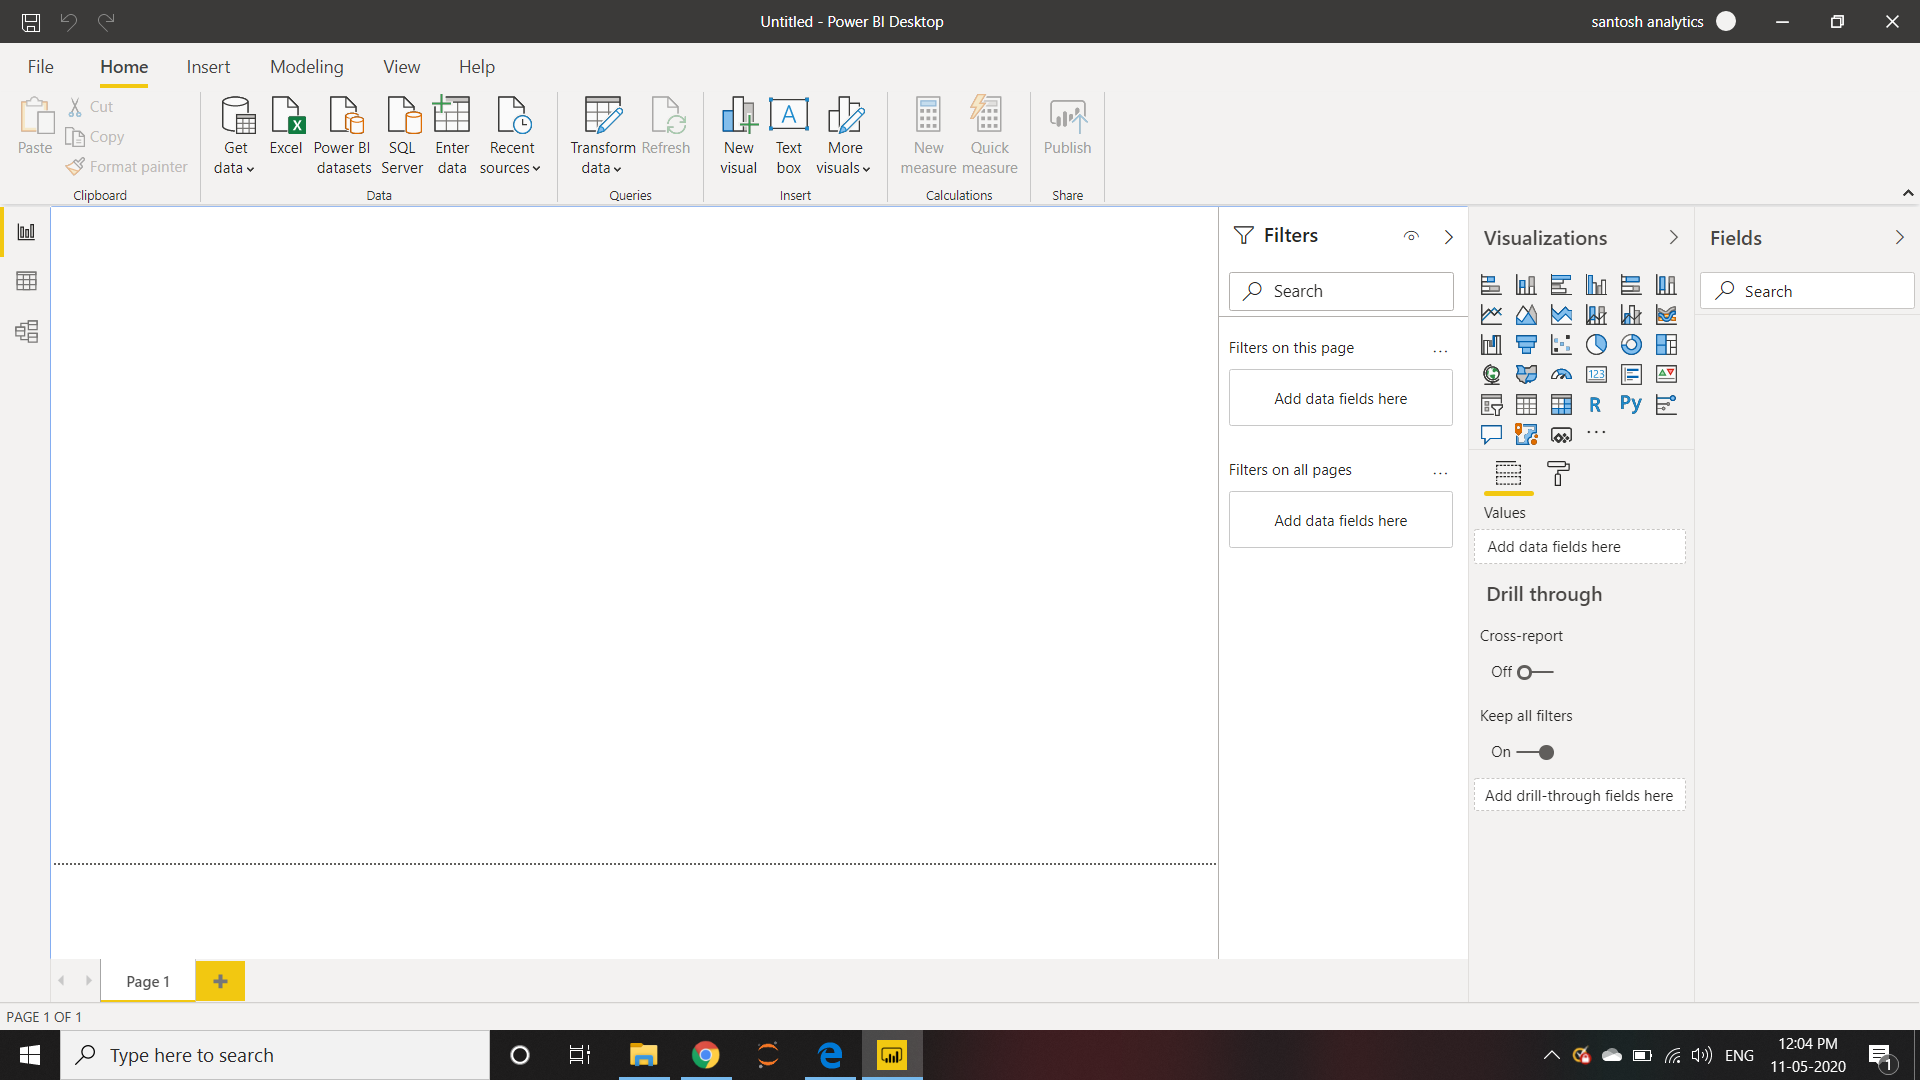 Untitled - Power BI Desktop
santosh analytics
File Home Insert Modeling View Help
Paste
Cut
Copy
Format painter
Clipboard
Get
data
Excel
Power BI
datasets
SQL
Server
Enter
data
Recent
sources
Data
Transform
data
Refresh
Queries
New
visual
A
Text
box
More
visuals
Insert
New
measure
Quick
measure
Calculations
Publish
Share
Filters
Search
Filters on this page
...
Add data fields here
Filters on all pages
...
Add data fields here
Visualizations
123
R Py
...
Values
Add data fields here
Drill through
Cross-report
Off
Keep all filters
On
Add drill-through fields here
Fields
Search
Page 1
PAGE 1 OF 1
Type here to search
ENG
12:04 PM
11-05-2020
1